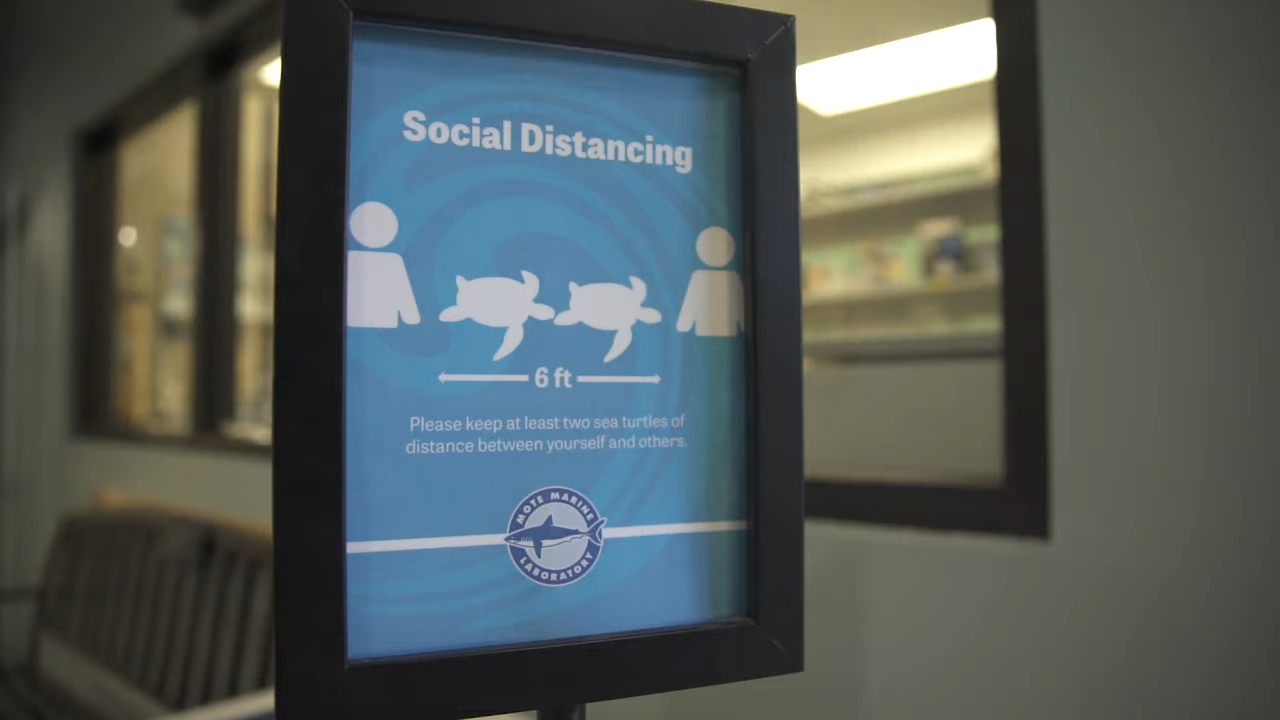 Social Distancing
6 ft
Please keep at least two sea turtles of
distance between yourself and others.
MOTE MARINE
LABORATORY